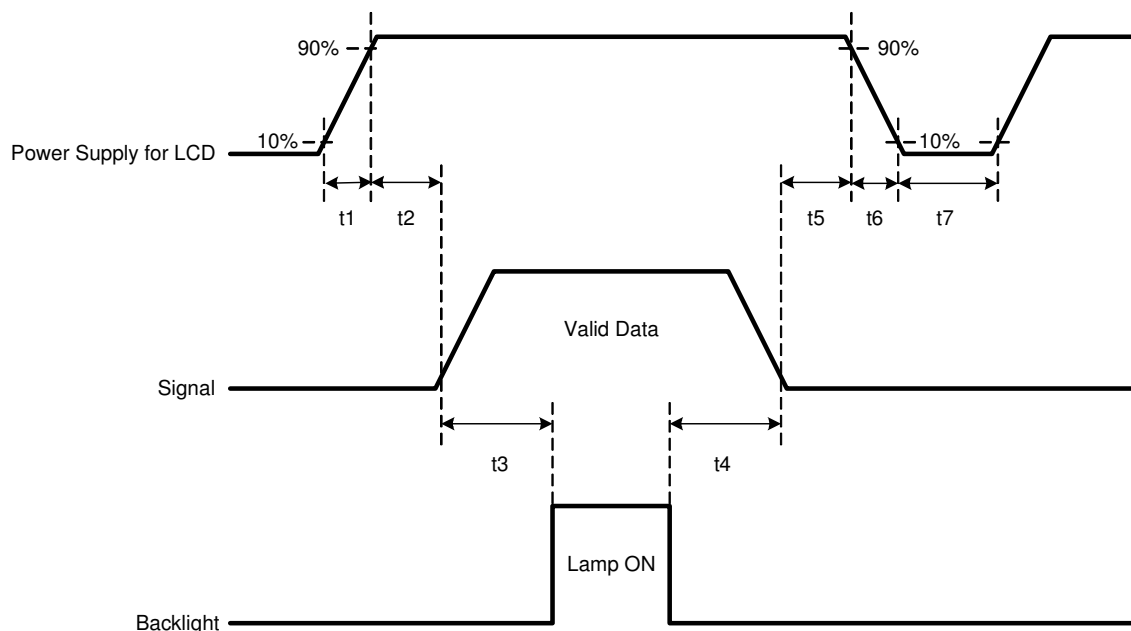 90%
90%
10%
10%
Power Supply for LCD
t1
t2
t5
t6
t7
Valid Data
Signal
t3
t4
Lamp ON
Backlight